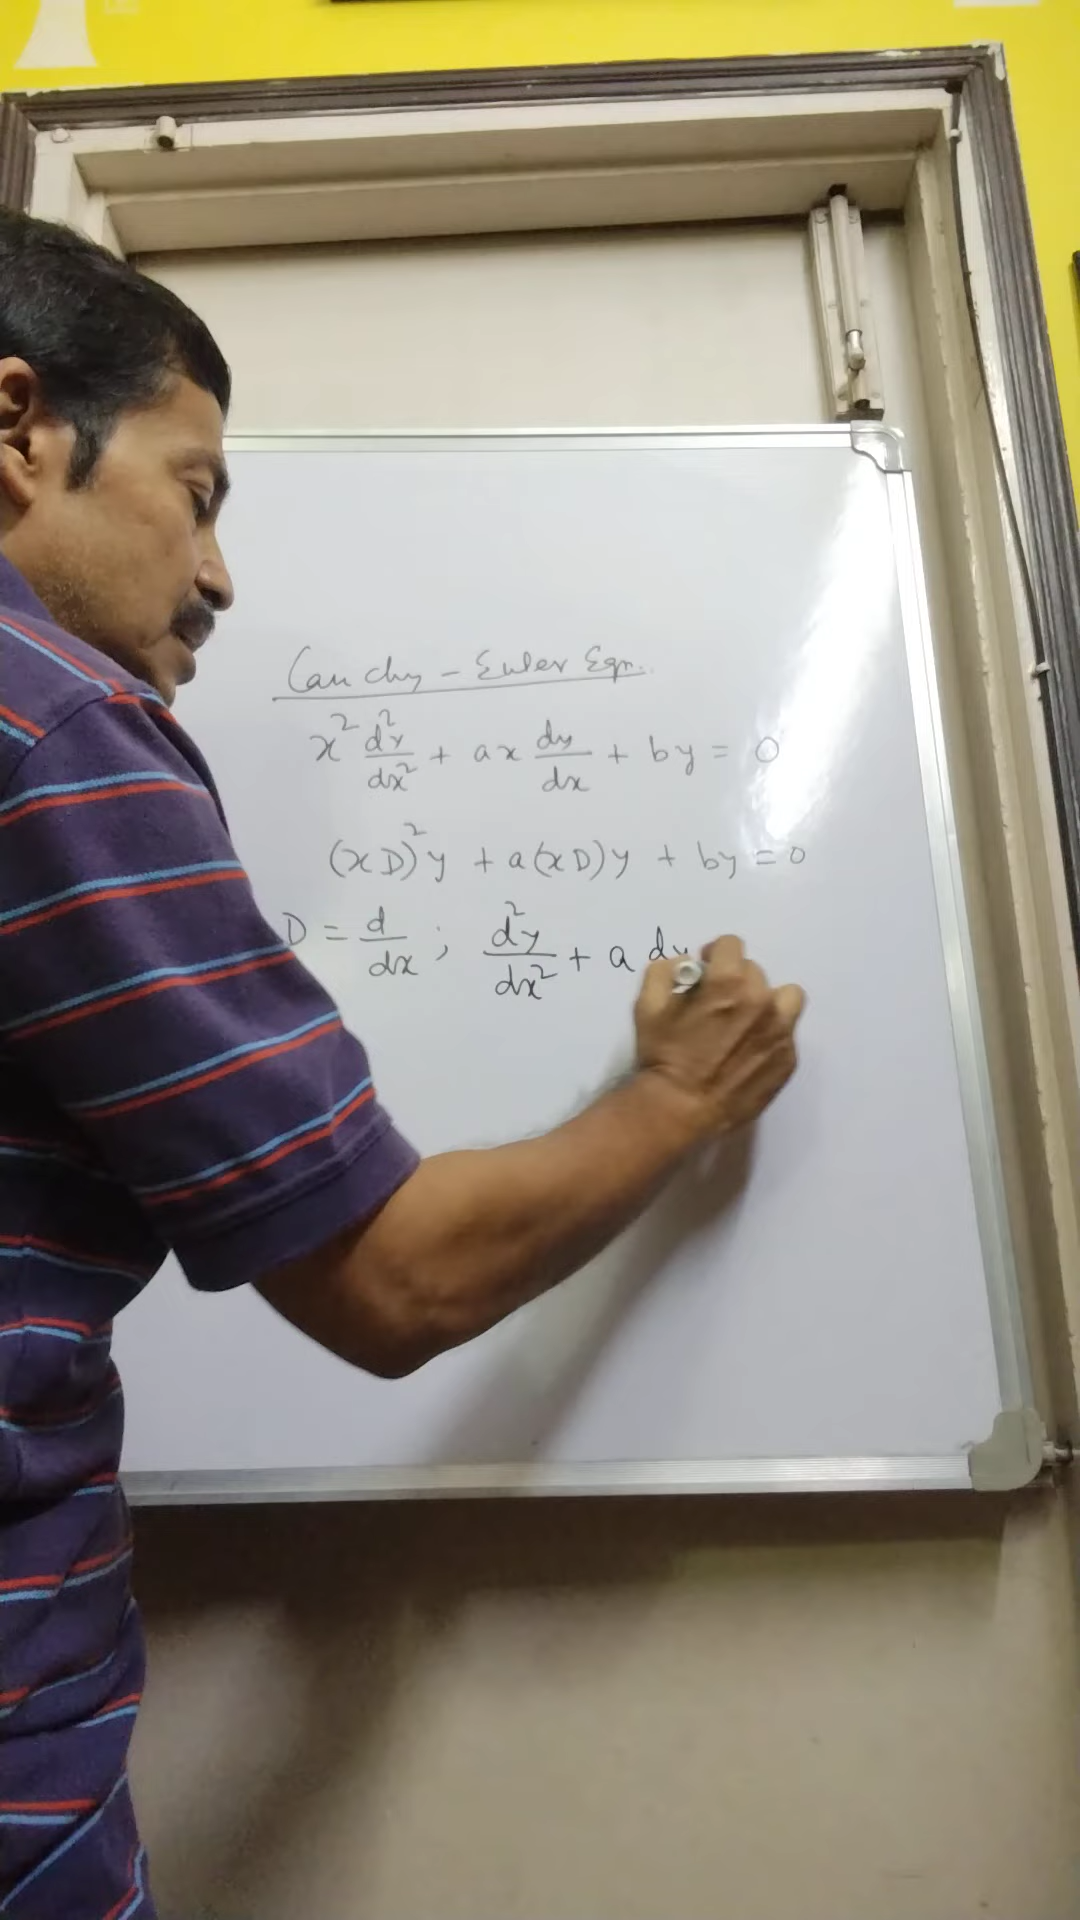 Cauchy - Euler Eqn.
x² d²y/dx² + ax dy/dx + by = 0
(xD)²y + a(xD)y + by = 0
D = d/dx ; d²y/dx² + a dy